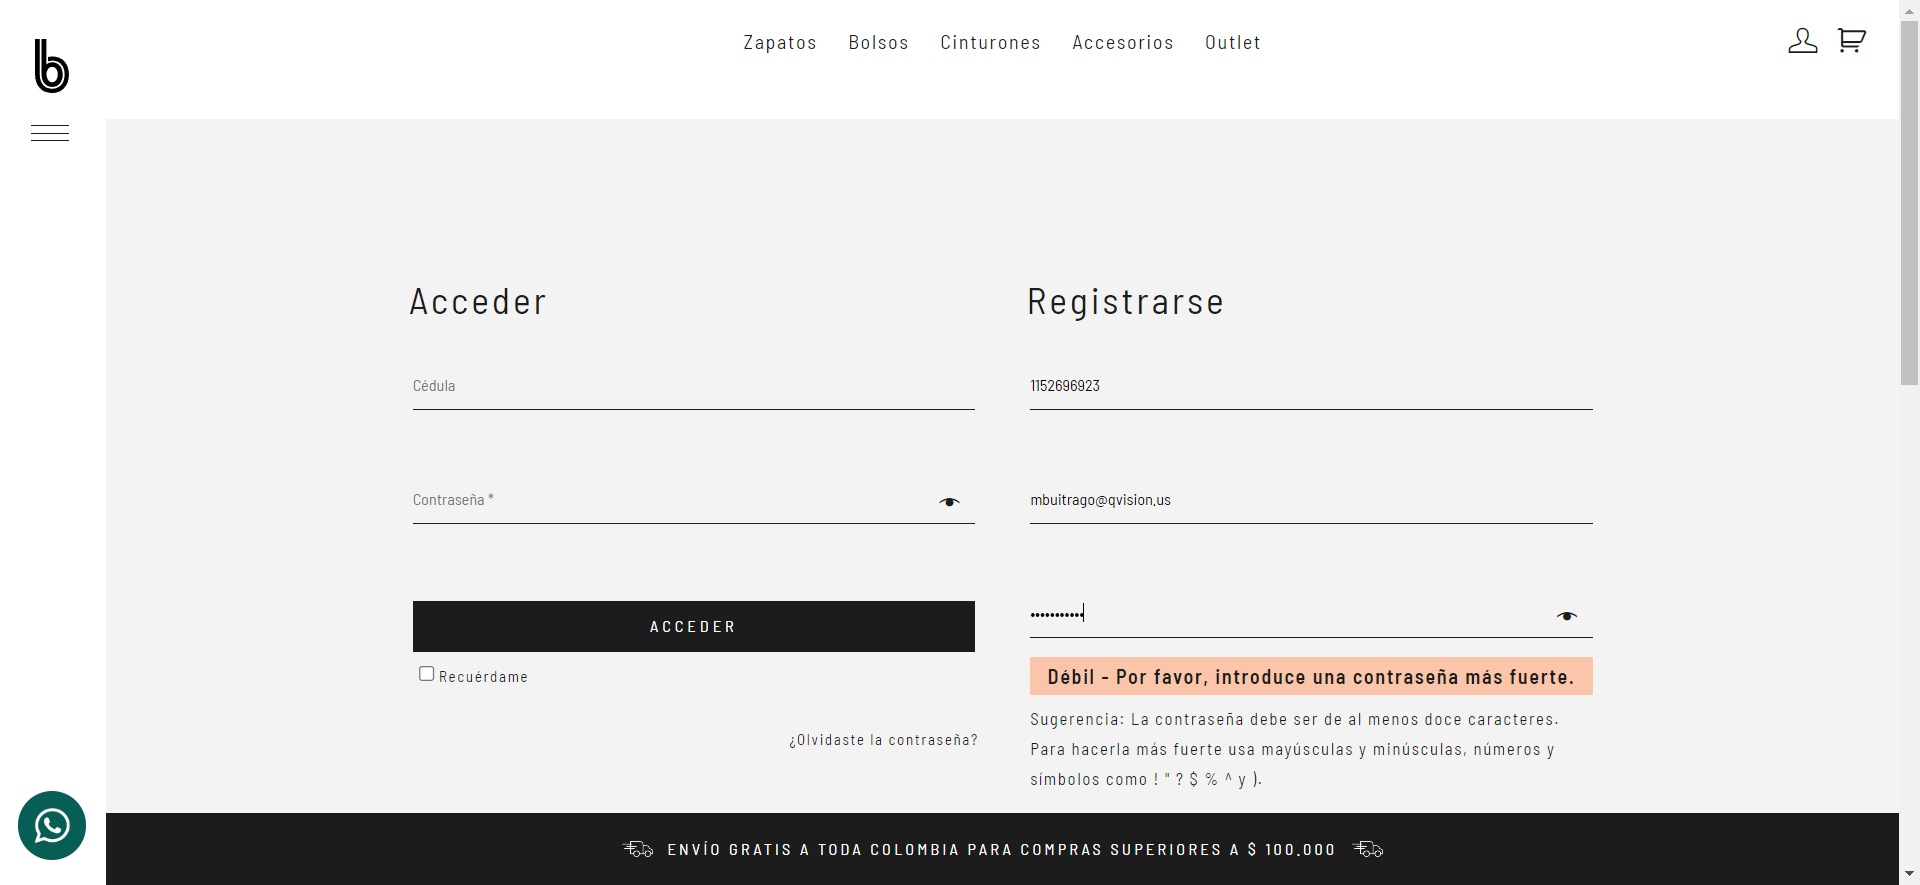 b
Zapatos Bolsos Cinturones Accesorios Outlet
Acceder
Cédula
Contraseña *
ACCEDER
Recuérdame
¿Olvidaste la contraseña?
Registrarse
1152696923
mbuitrago@qvision.us
•••••••••••
Débil - Por favor, introduce una contraseña más fuerte.
Sugerencia: La contraseña debe ser de al menos doce caracteres.
Para hacerla más fuerte usa mayúsculas y minúsculas, números y
símbolos como ! " ? $ % ^ y ).
ENVÍO GRATIS A TODA COLOMBIA PARA COMPRAS SUPERIORES A $ 100.000